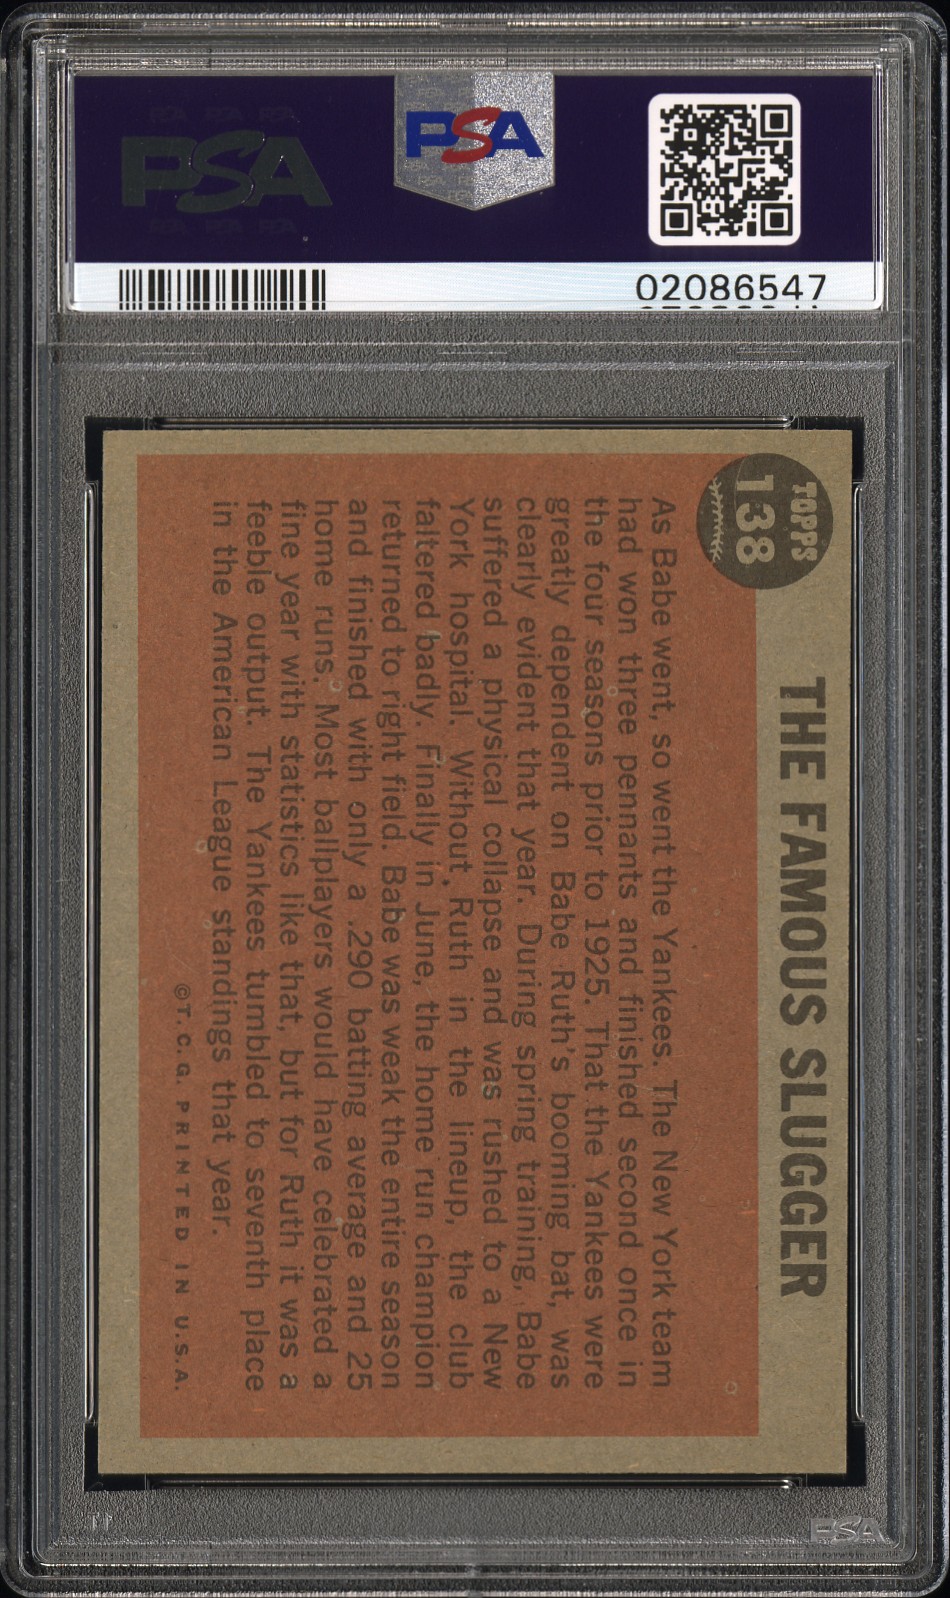 PSA
PSA
02086547
TOPPS
138
THE FAMOUS SLUGGER
As Babe went, so went the Yankees. The New York team
had won three pennants and finished second once in
the four seasons prior to 1925. That the Yankees were
greatly dependent on Babe Ruth's booming bat, was
clearly evident that year. During spring training, Babe
suffered a physical collapse and was rushed to a New
York hospital. Without Ruth in the lineup, the club
faltered badly. Finally in June, the home run champion
returned to right field. Babe was weak the entire season
and finished with only a .290 batting average and 25
home runs. Most ballplayers would have celebrated a
fine year with statistics like that, but for Ruth it was a
feeble output. The Yankees tumbled to seventh place
in the American League standings that year.
©T.C.G. PRINTED IN U.S.A.
PSA